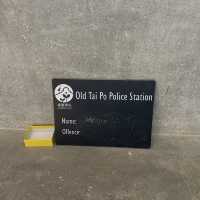 Old Tai Po Police Station
Name:
Offence: